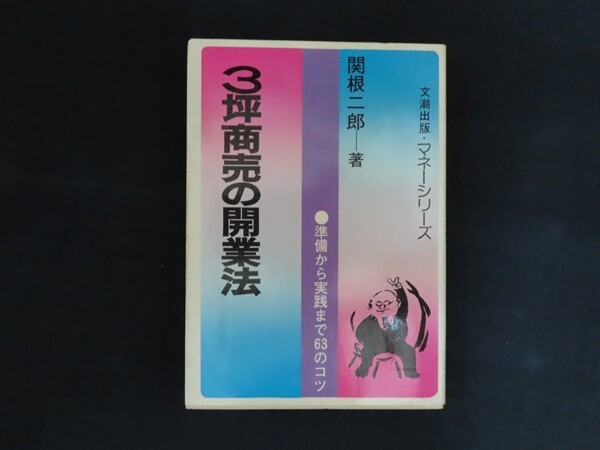 文潮出版・マネーシリーズ
関根二郎──著
●準備から実践まで63のコツ
3坪商売の開業法